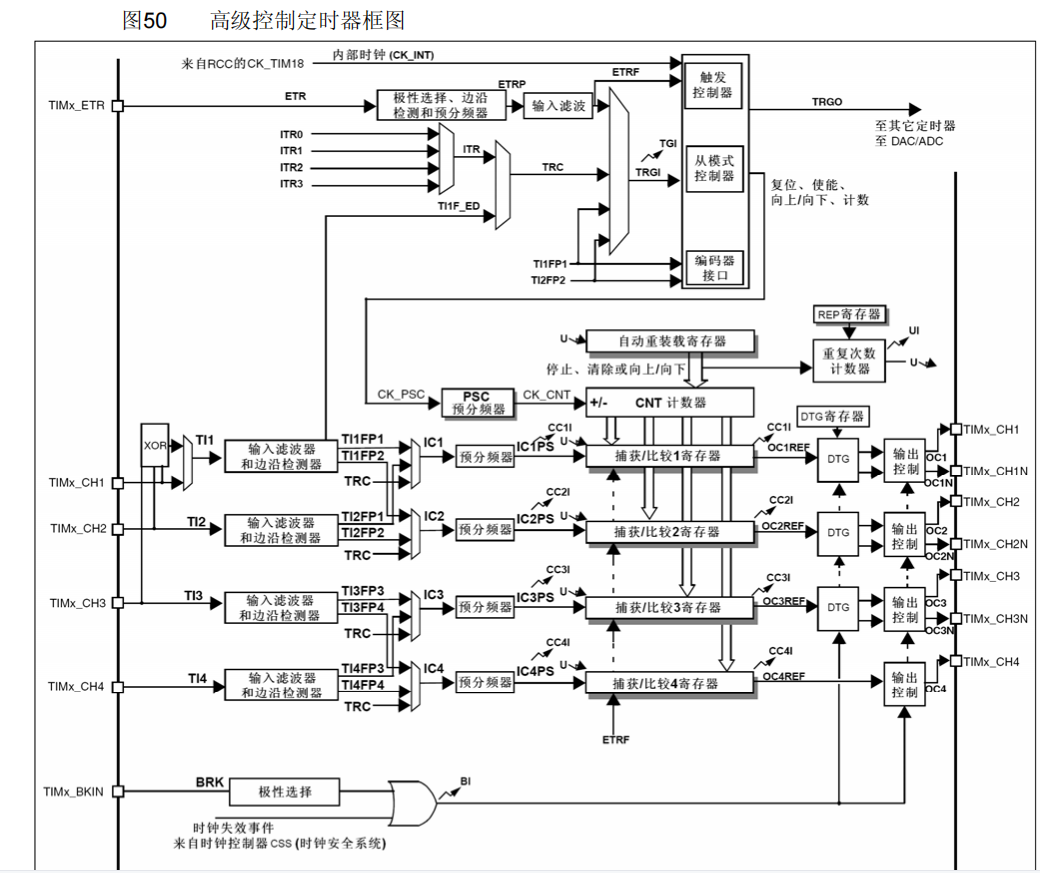 图50 高级控制定时器框图
来自RCC的CK_TIM18
内部时钟 (CK_INT)
TIMx_ETR
ETR
极性选择、边沿
检测和预分频器
ETRP
输入滤波
ETRF
触发
控制器
TRGO
至其它定时器
至 DAC/ADC
ITR0
ITR1
ITR2
ITR3
ITR
TRC
TI1F_ED
TGI
TRGI
从模式
控制器
复位、使能、
向上/向下、计数
TI1FP1
TI2FP2
编码器
接口
REP寄存器
UI
U
自动重装载寄存器
重复次数
计数器
U
停止、清除或向上/向下
CK_PSC
PSC
预分频器
CK_CNT
+/-
CNT 计数器
DTG寄存器
XOR
TI1
输入滤波器
和边沿检测器
TI1FP1
TI1FP2
TRC
IC1
预分频器
IC1PS
CC1I
U
捕获/比较1寄存器
CC1I
OC1REF
DTG
输出
控制
OC1
OC1N
TIMx_CH1
TIMx_CH1N
TIMx_CH1
TIMx_CH2
TI2
输入滤波器
和边沿检测器
TI2FP1
TI2FP2
TRC
IC2
预分频器
IC2PS
CC2I
U
捕获/比较2寄存器
CC2I
OC2REF
DTG
输出
控制
OC2
OC2N
TIMx_CH2
TIMx_CH2N
TIMx_CH3
TI3
输入滤波器
和边沿检测器
TI3FP3
TI3FP4
TRC
IC3
预分频器
IC3PS
CC3I
U
捕获/比较3寄存器
CC3I
OC3REF
DTG
输出
控制
OC3
OC3N
TIMx_CH3
TIMx_CH3N
TIMx_CH4
TI4
输入滤波器
和边沿检测器
TI4FP3
TI4FP4
TRC
IC4
预分频器
IC4PS
CC4I
U
捕获/比较4寄存器
CC4I
OC4REF
输出
控制
OC4
TIMx_CH4
ETRF
TIMx_BKIN
BRK
极性选择
BI
时钟失效事件
来自时钟控制器 CSS (时钟安全系统)